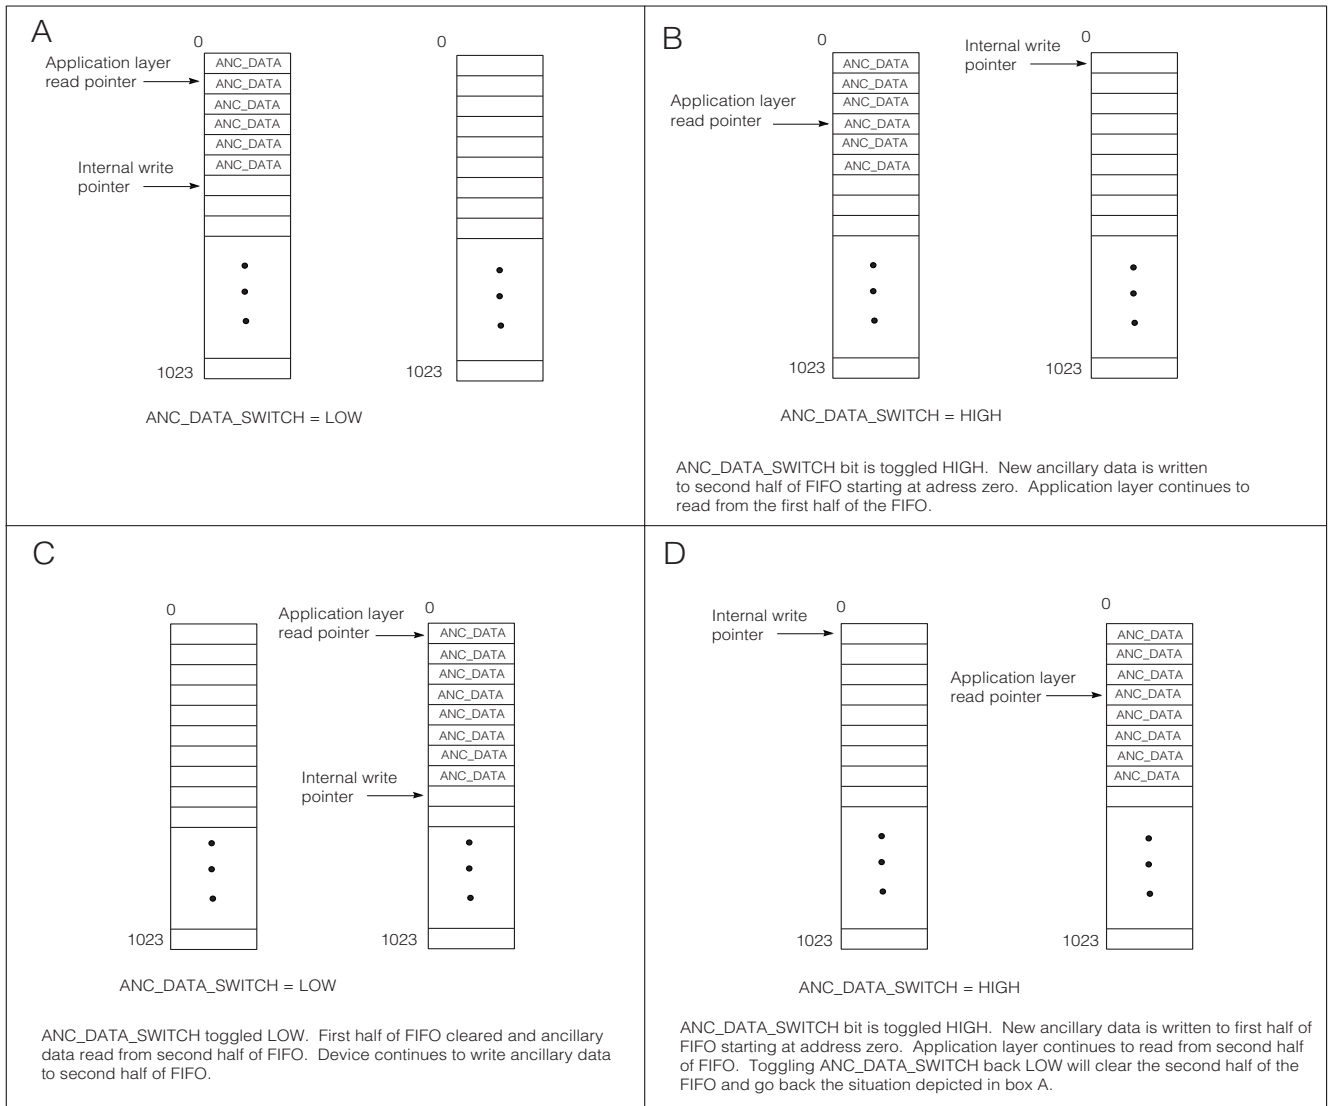 A
0
0
Application layer
read pointer
ANC_DATA
ANC_DATA
ANC_DATA
ANC_DATA
ANC_DATA
ANC_DATA
Internal write
pointer
1023
1023
ANC_DATA_SWITCH = LOW
B
0
0
Internal write
pointer
Application layer
read pointer
ANC_DATA
ANC_DATA
ANC_DATA
ANC_DATA
ANC_DATA
ANC_DATA
1023
1023
ANC_DATA_SWITCH = HIGH
ANC_DATA_SWITCH bit is toggled HIGH. New ancillary data is written
to second half of FIFO starting at adress zero. Application layer continues to
read from the first half of the FIFO.
C
0
0
Application layer
read pointer
ANC_DATA
ANC_DATA
ANC_DATA
ANC_DATA
ANC_DATA
ANC_DATA
ANC_DATA
ANC_DATA
Internal write
pointer
1023
1023
ANC_DATA_SWITCH = LOW
ANC_DATA_SWITCH toggled LOW. First half of FIFO cleared and ancillary
data read from second half of FIFO. Device continues to write ancillary data
to second half of FIFO.
D
0
0
Internal write
pointer
Application layer
read pointer
ANC_DATA
ANC_DATA
ANC_DATA
ANC_DATA
ANC_DATA
ANC_DATA
ANC_DATA
ANC_DATA
1023
1023
ANC_DATA_SWITCH = HIGH
ANC_DATA_SWITCH bit is toggled HIGH. New ancillary data is written to first half of
FIFO starting at address zero. Application layer continues to read from second half
of FIFO. Toggling ANC_DATA_SWITCH back LOW will clear the second half of the
FIFO and go back the situation depicted in box A.